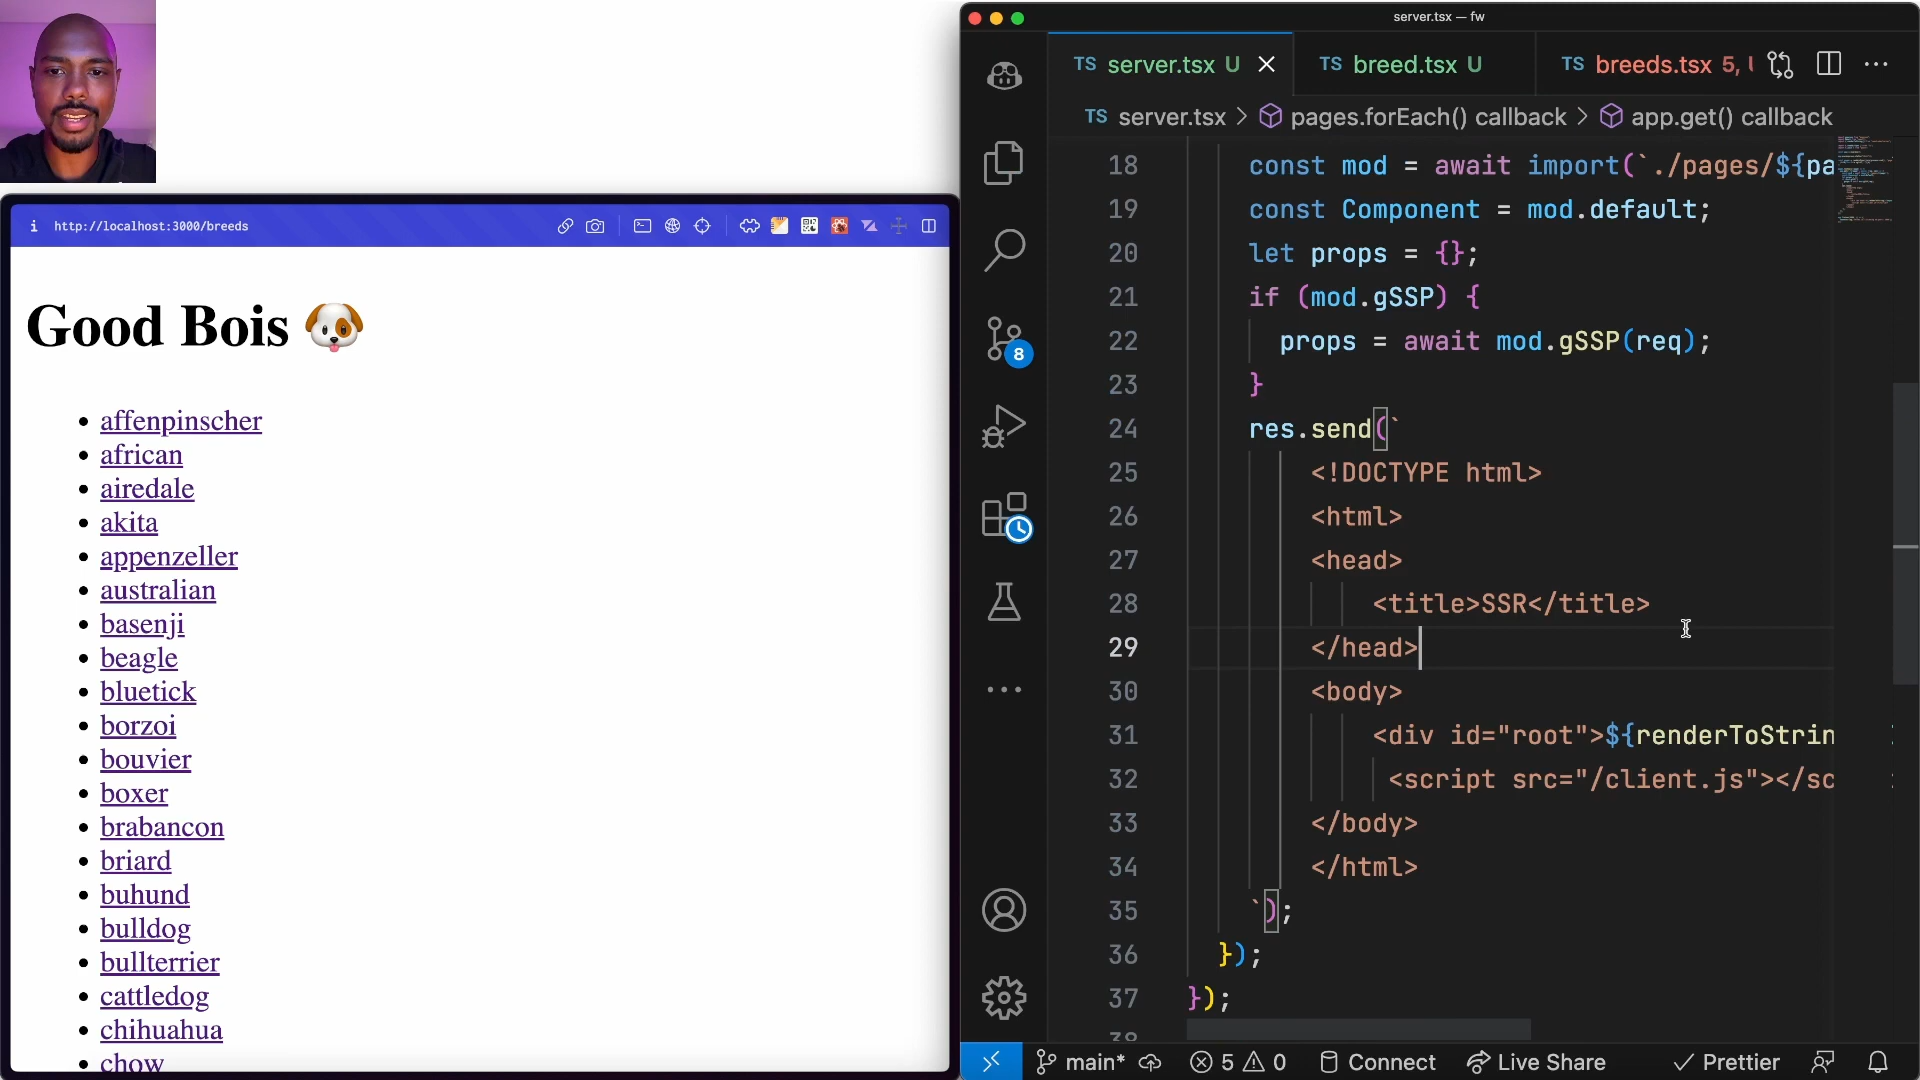 http://localhost:3000/breeds
Good Bois
affenpinscher
african
airedale
akita
appenzeller
australian
basenji
beagle
bluetick
borzoi
bouvier
boxer
brabancon
briard
buhund
bulldog
bullterrier
cattledog
chihuahua
chow
server.tsx — fw
TS server.tsx U
TS breed.tsx U
TS breeds.tsx 5,
TS server.tsx > pages.forEach() callback > app.get() callback
18 const mod = await import(`./pages/${pa
19 const Component = mod.default;
20 let props = {};
21 if (mod.gSSP) {
22 props = await mod.gSSP(req);
23 }
24 res.send(`
25 <!DOCTYPE html>
26 <html>
27 <head>
28 <title>SSR</title>
29 </head>
30 <body>
31 <div id="root">${renderToStrin
32 <script src="/client.js"></sc
33 </body>
34 </html>
35 `);
36 });
37 });
8
main* 5 0 Connect Live Share Prettier